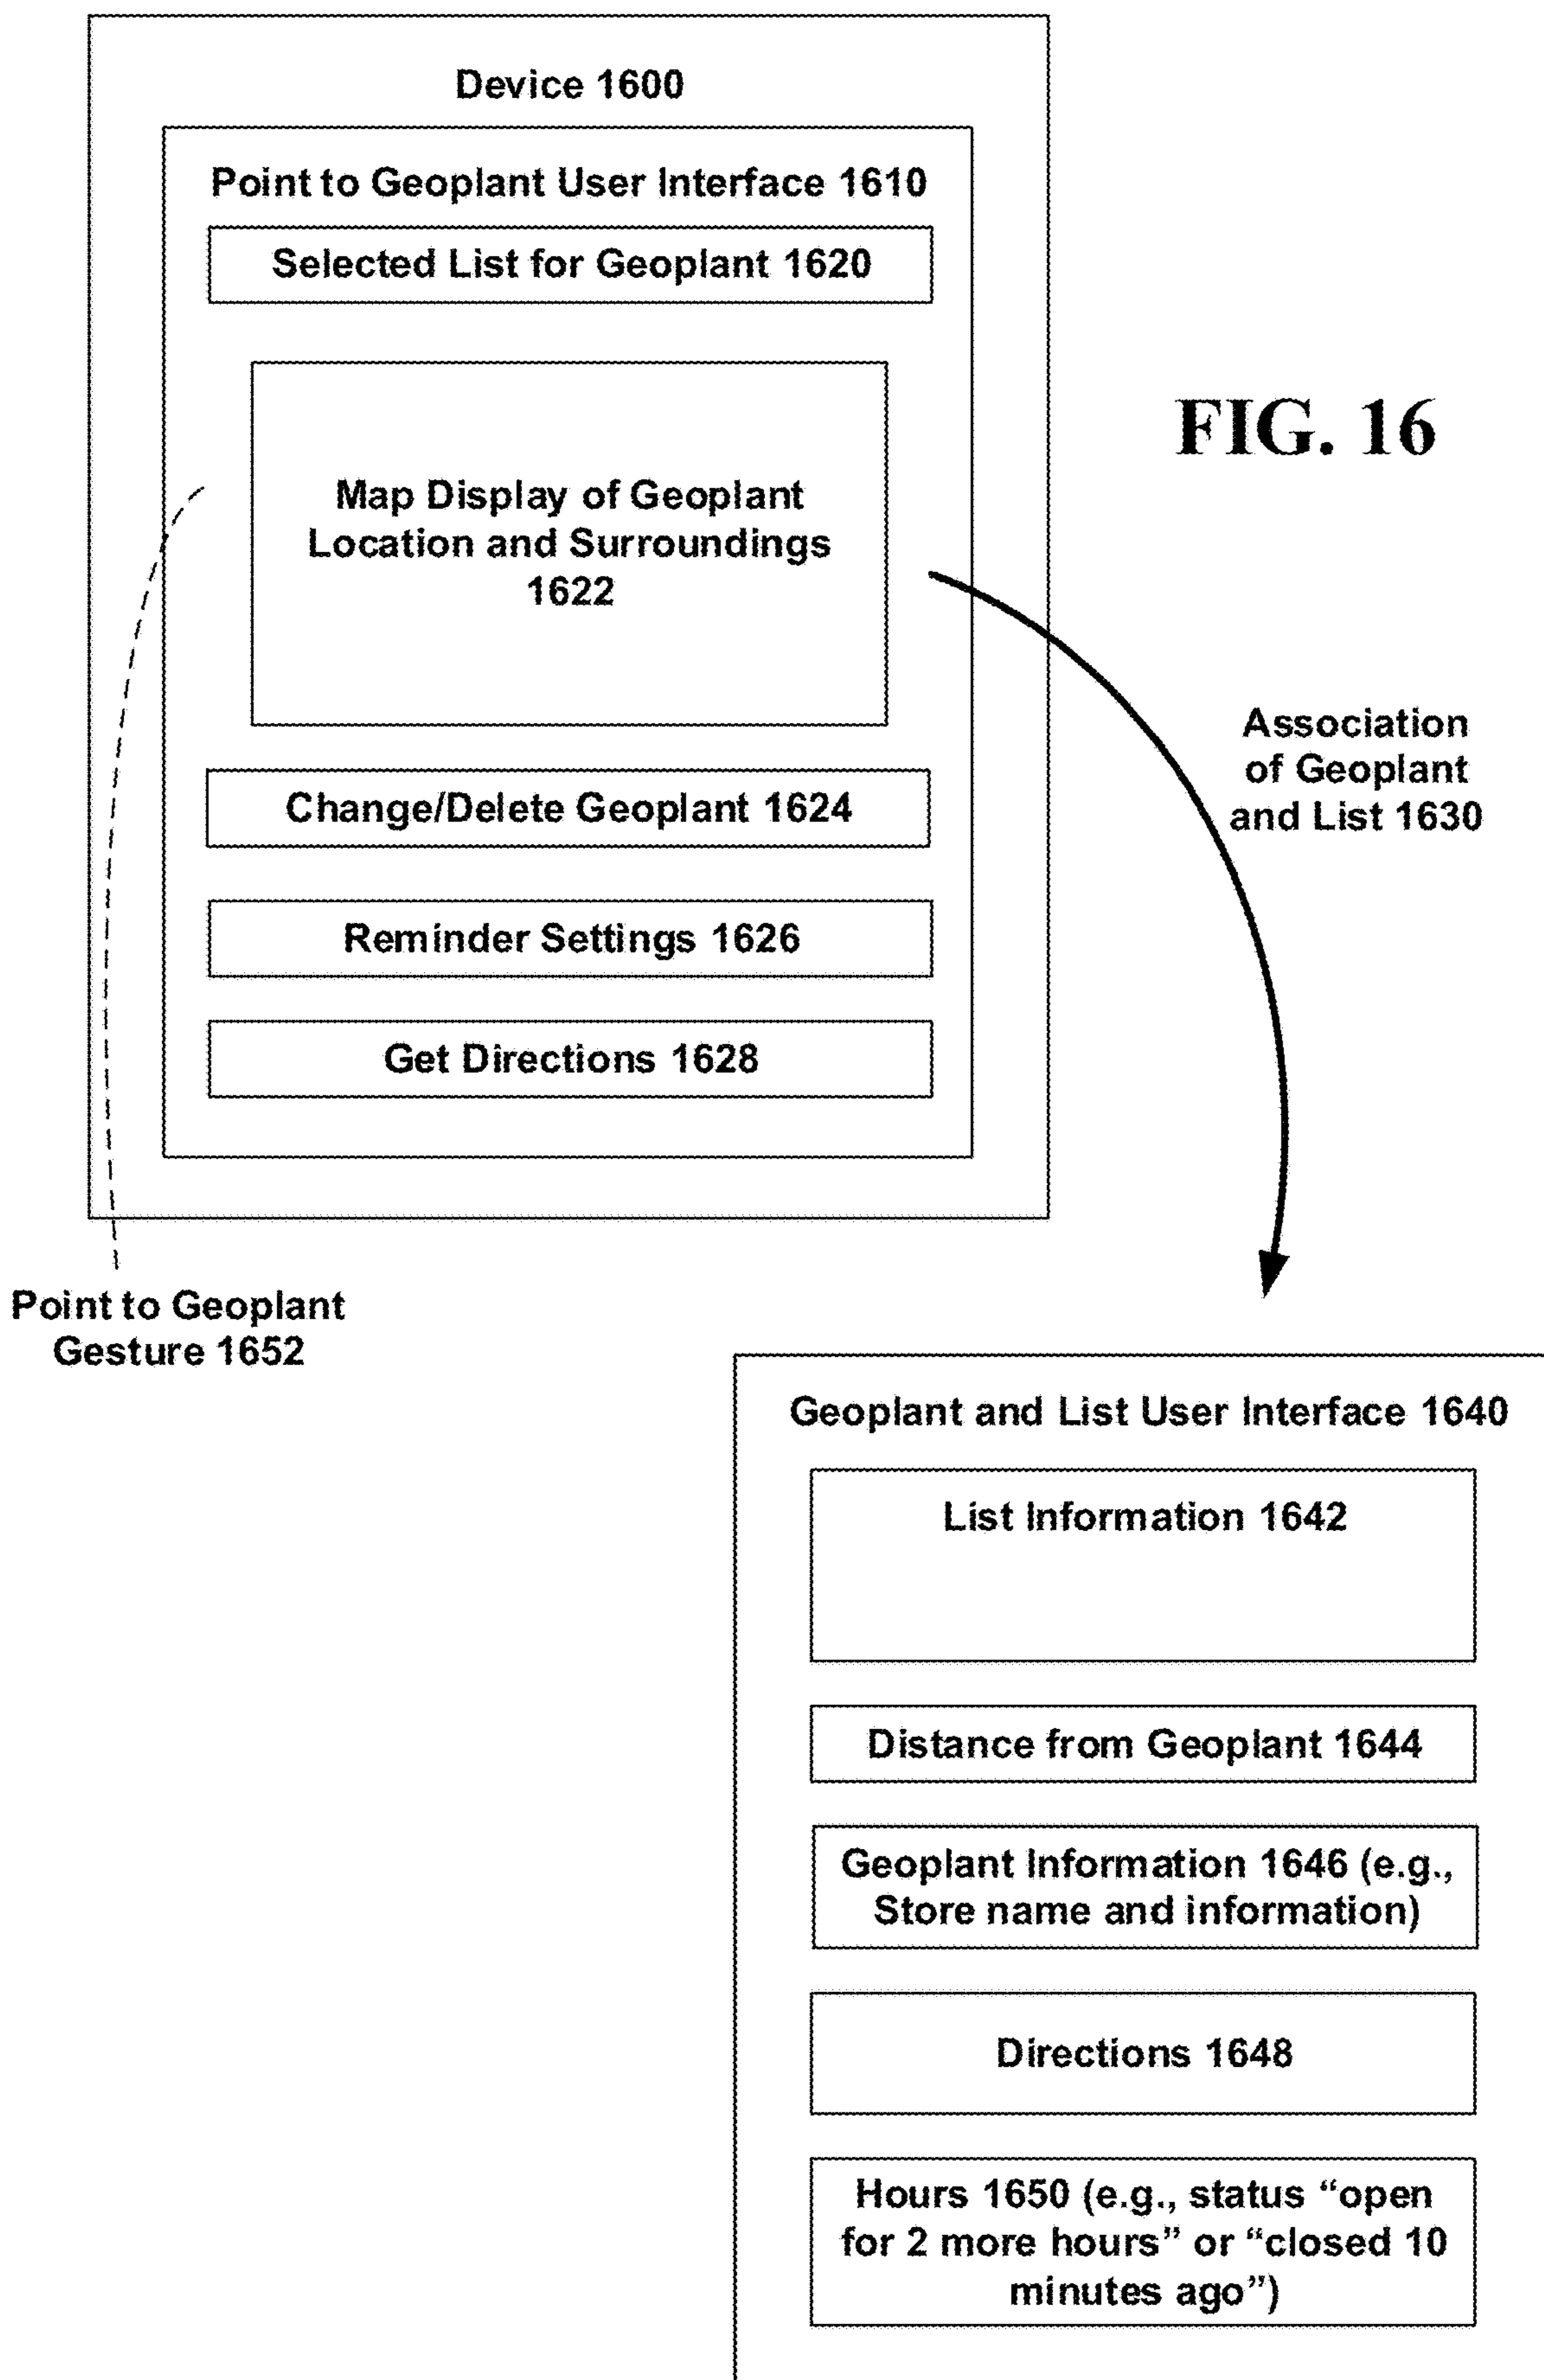 Device 1600
Point to Geoplant User Interface 1610
Selected List for Geoplant 1620
Map Display of Geoplant
Location and Surroundings
1622
FIG. 16
Association
of Geoplant
and List 1630
Change/Delete Geoplant 1624
Reminder Settings 1626
Get Directions 1628
Point to Geoplant
Gesture 1652
Geoplant and List User Interface 1640
List Information 1642
Distance from Geoplant 1644
Geoplant Information 1646 (e.g.,
Store name and information)
Directions 1648
Hours 1650 (e.g., status “open
for 2 more hours” or “closed 10
minutes ago”)